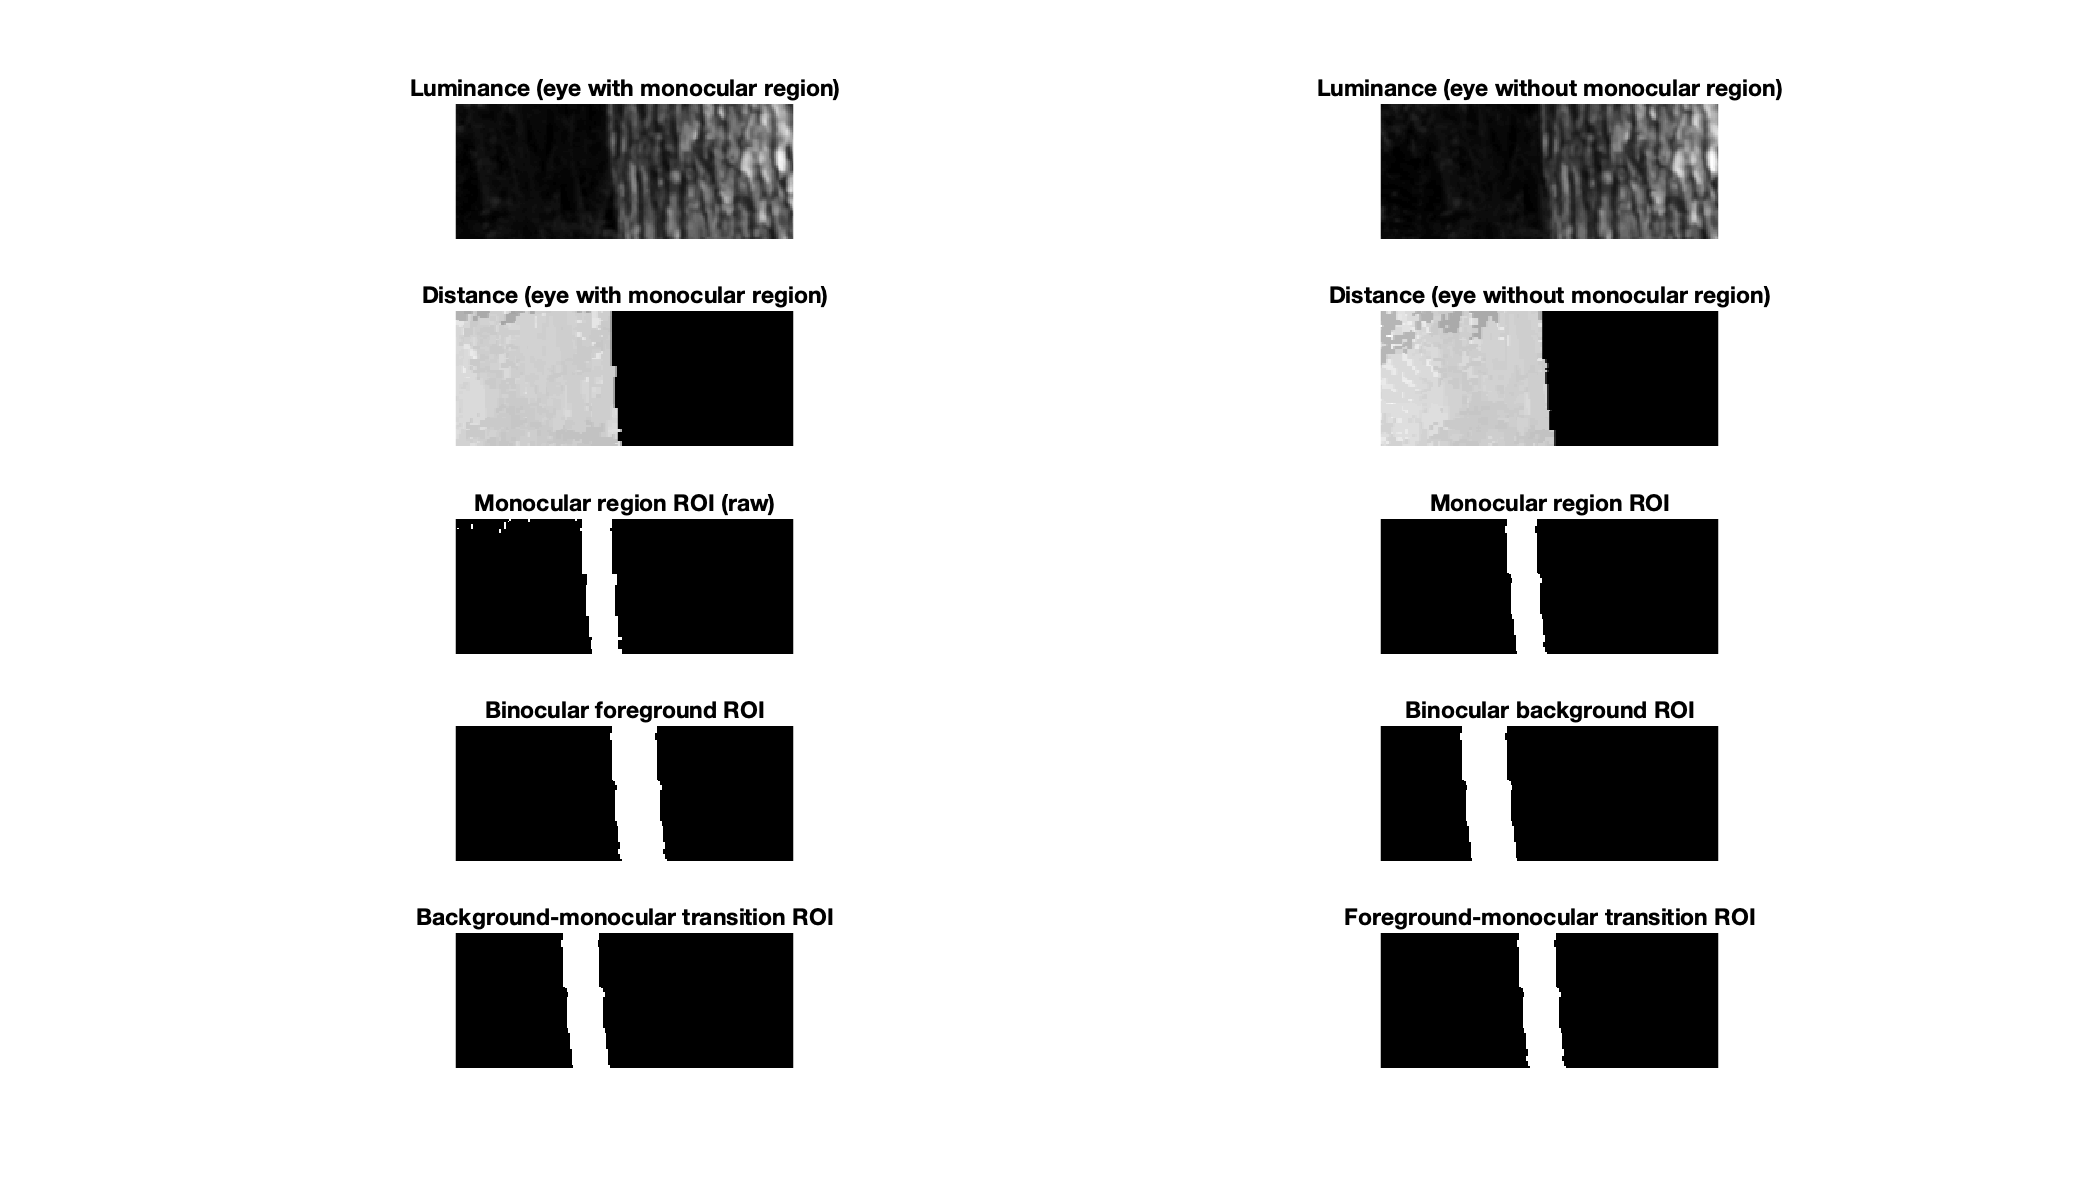 Luminance (eye with monocular region)
Luminance (eye without monocular region)
Distance (eye with monocular region)
Distance (eye without monocular region)
Monocular region ROI (raw)
Monocular region ROI
Binocular foreground ROI
Binocular background ROI
Background-monocular transition ROI
Foreground-monocular transition ROI